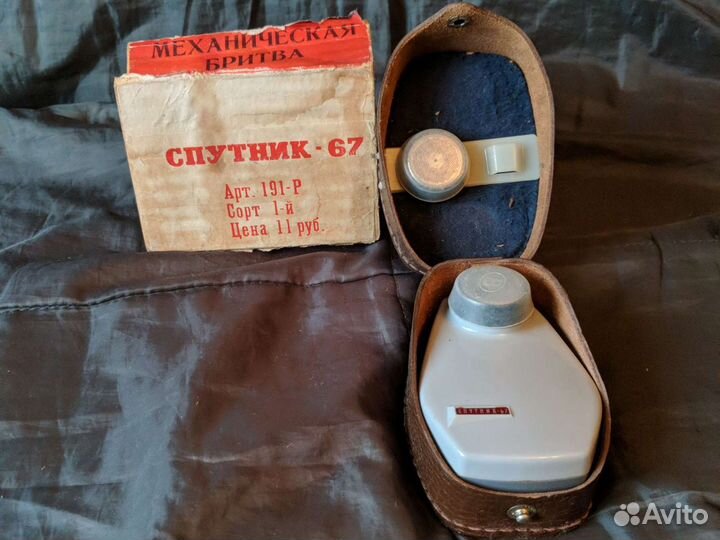 МЕХАНИЧЕСКАЯ
БРИТВА
СПУТНИК-67
Арт. 191-Р
Сорт 1-й
Цена 11 руб.
СПУТНИК-67
Avito